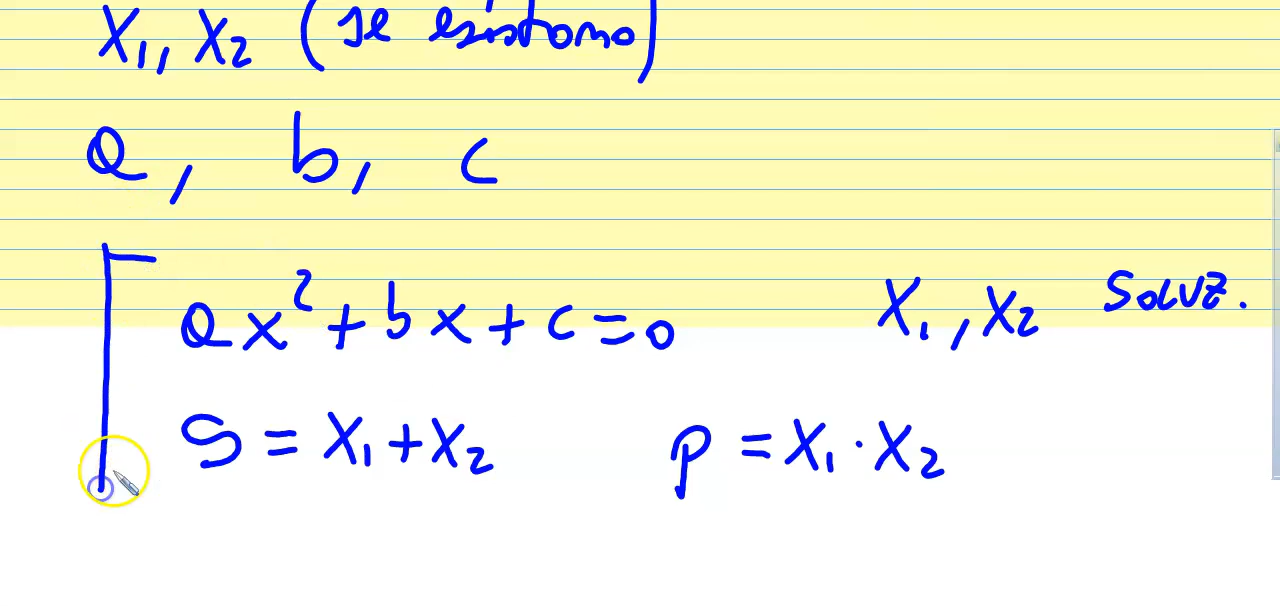 x₁, x₂ (se esistono)
a, b, c
ax² + bx + c = 0 x₁, x₂ SOLUZ.
S = x₁ + x₂ p = x₁ · x₂